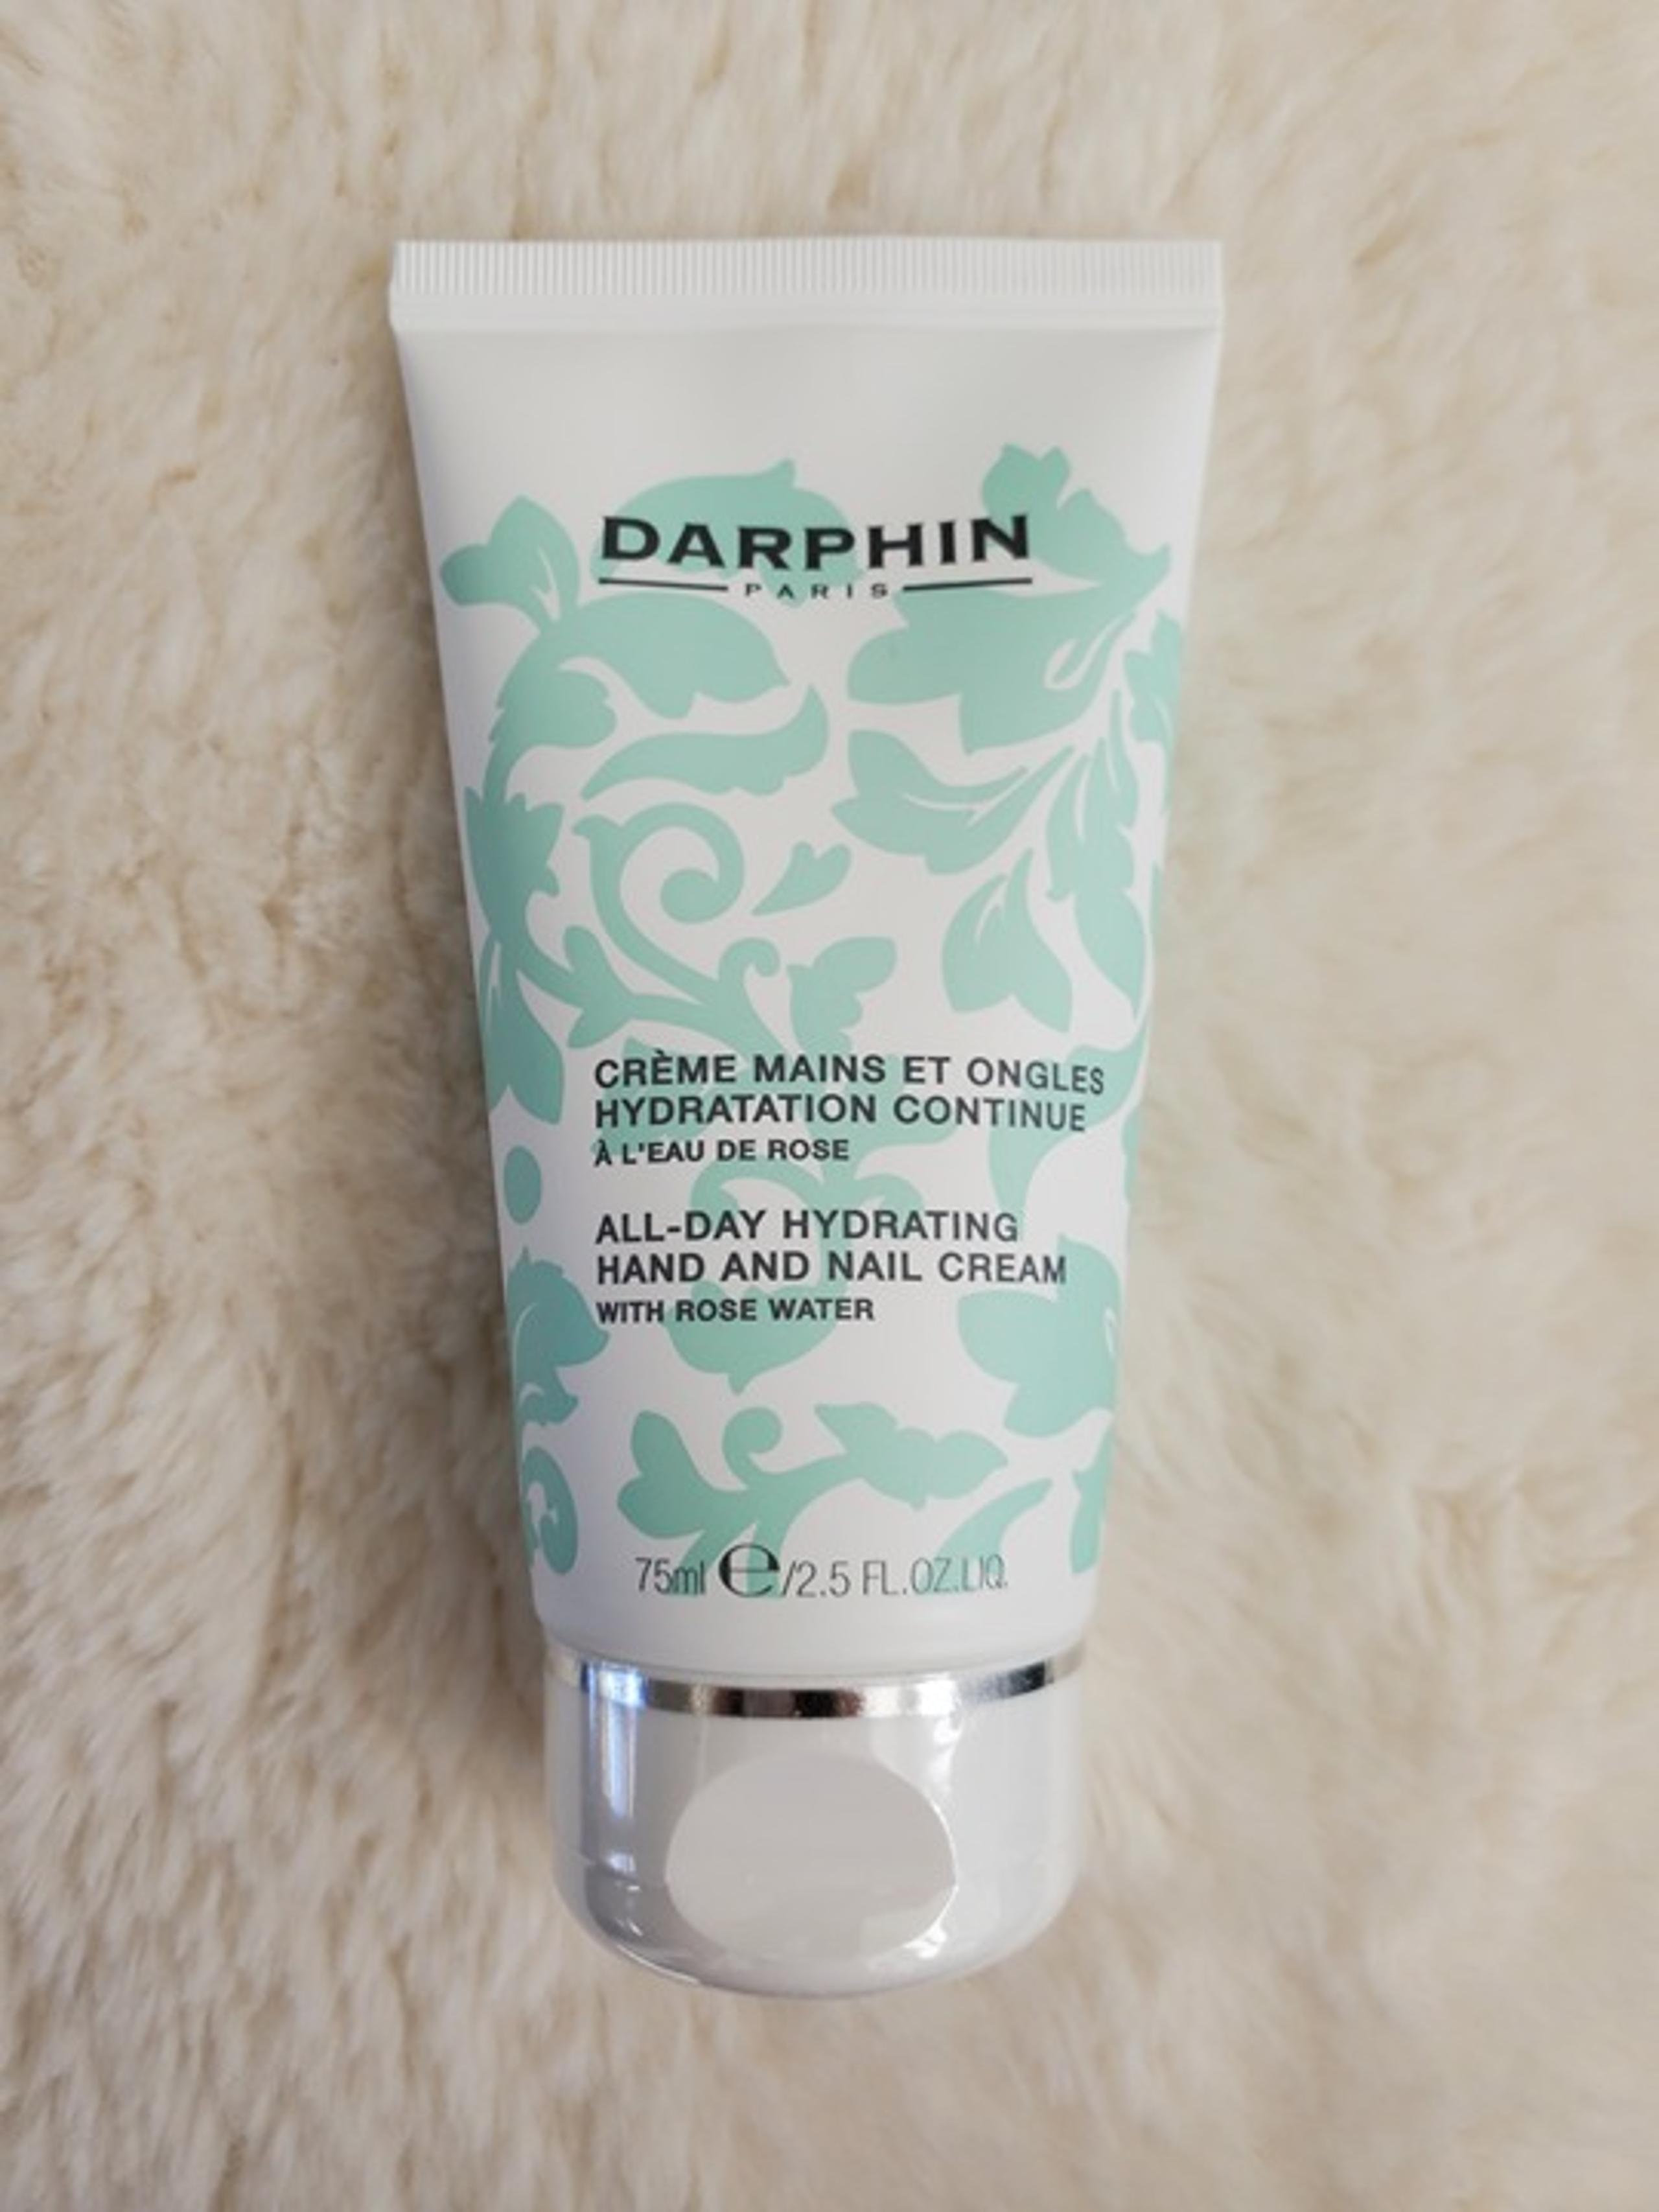 DARPHIN
PARIS
CRÈME MAINS ET ONGLES
HYDRATATION CONTINUE
À L'EAU DE ROSE
ALL-DAY HYDRATING
HAND AND NAIL CREAM
WITH ROSE WATER
75ml ℮/2.5 FL.OZ.LIQ.